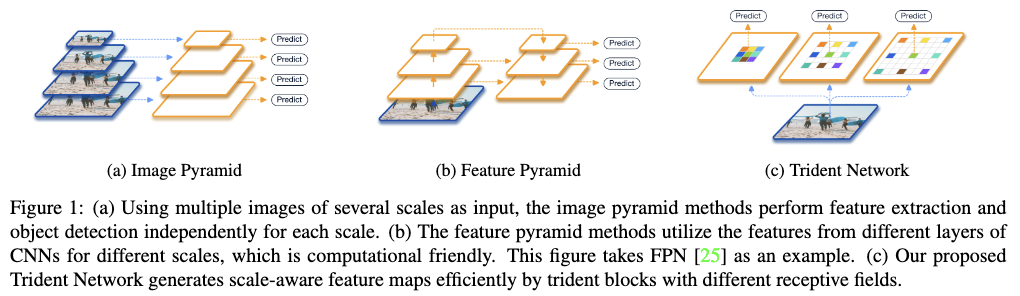 Predict
Predict
Predict
Predict
(a) Image Pyramid
Predict
Predict
Predict
(b) Feature Pyramid
Predict Predict Predict
(c) Trident Network
Figure 1: (a) Using multiple images of several scales as input, the image pyramid methods perform feature extraction and
object detection independently for each scale. (b) The feature pyramid methods utilize the features from different layers of
CNNs for different scales, which is computational friendly. This figure takes FPN [25] as an example. (c) Our proposed
Trident Network generates scale-aware feature maps efficiently by trident blocks with different receptive fields.